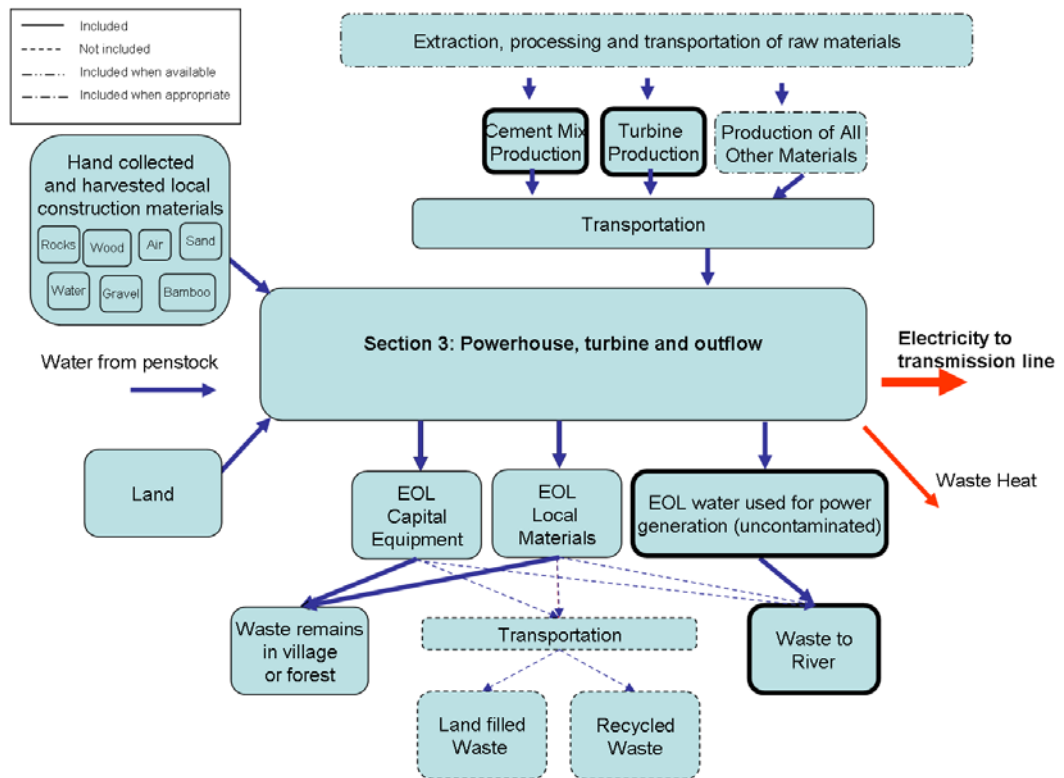 Included
Not included
Included when available
Included when appropriate
Extraction, processing and transportation of raw materials
Cement Mix
Production
Turbine
Production
Production of All
Other Materials
Transportation
Hand collected
and harvested local
construction materials
Rocks
Wood
Air
Sand
Water
Gravel
Bamboo
Water from penstock
Land
Section 3: Powerhouse, turbine and outflow
Electricity to
transmission line
Waste Heat
EOL
Capital
Equipment
EOL
Local
Materials
EOL water used for power
generation (uncontaminated)
Waste remains
in village
or forest
Transportation
Waste to
River
Land filled
Waste
Recycled
Waste